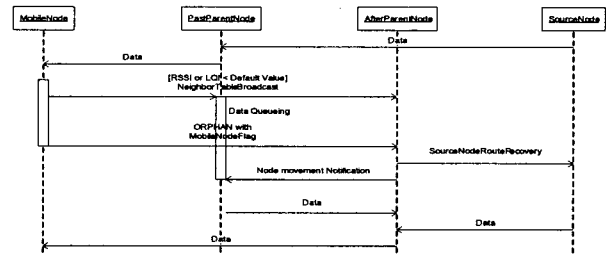 MobileNode PastParentNode AfterParentNode SourceNode
Data
Data
[RSSI or LQI < Default Value]
NeighborTableBroadcast
Data Queueing
ORPHAN with
MobileNodeFlag
SourceNodeRouteRecovery
Node movement Notification
Data
Data
Data